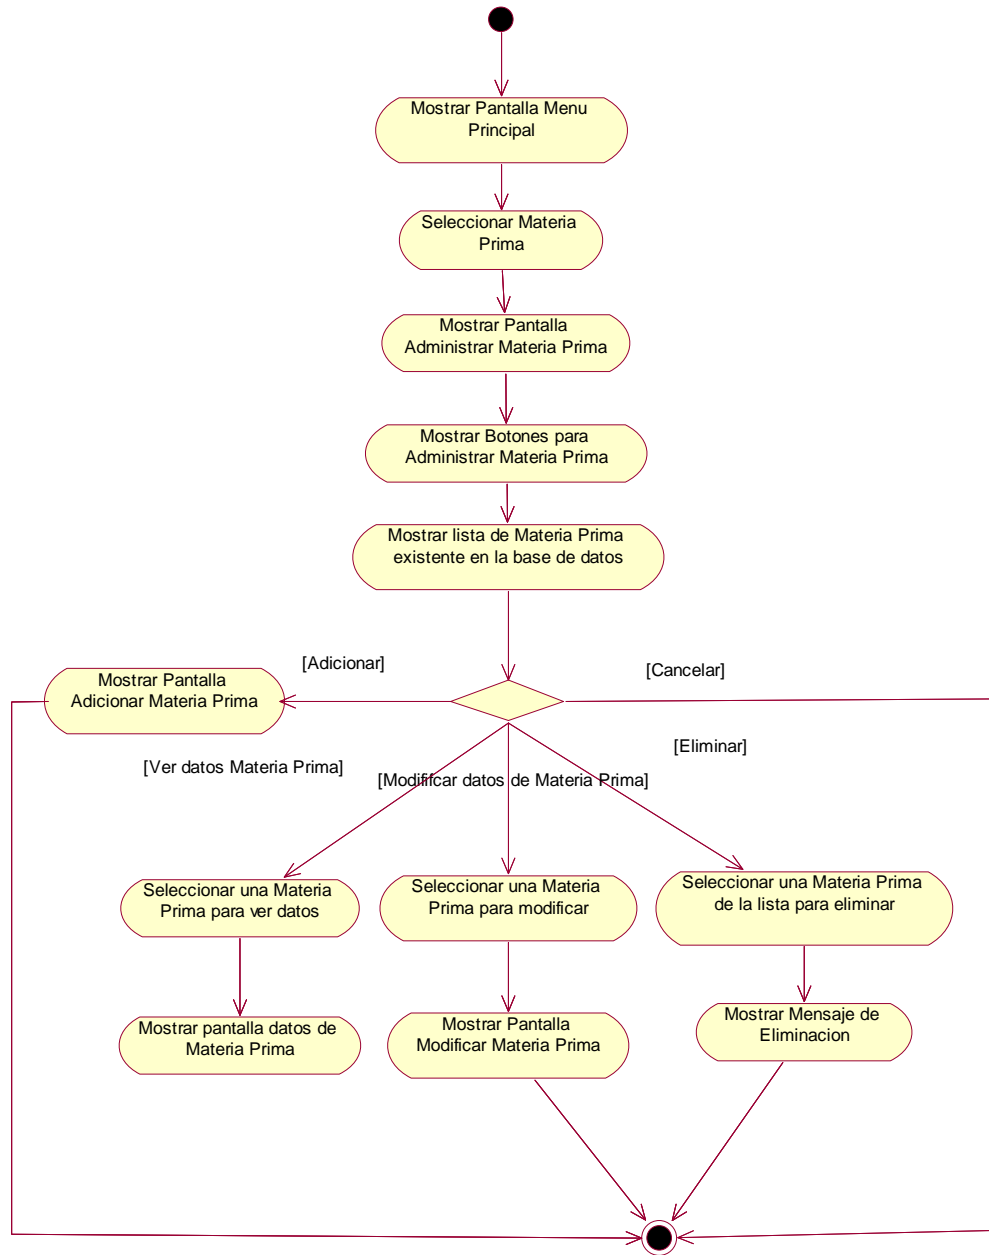 Mostrar Pantalla Menu
Principal
Seleccionar Materia
Prima
Mostrar Pantalla
Administrar Materia Prima
Mostrar Botones para
Administrar Materia Prima
Mostrar lista de Materia Prima
existente en la base de datos
[Adicionar]
[Cancelar]
Mostrar Pantalla
Adicionar Materia Prima
[Eliminar]
[Ver datos Materia Prima]
[Modificar datos de Materia Prima]
Seleccionar una Materia
Prima para ver datos
Seleccionar una Materia
Prima para modificar
Seleccionar una Materia Prima
de la lista para eliminar
Mostrar pantalla datos de
Materia Prima
Mostrar Pantalla
Modificar Materia Prima
Mostrar Mensaje de
Eliminacion